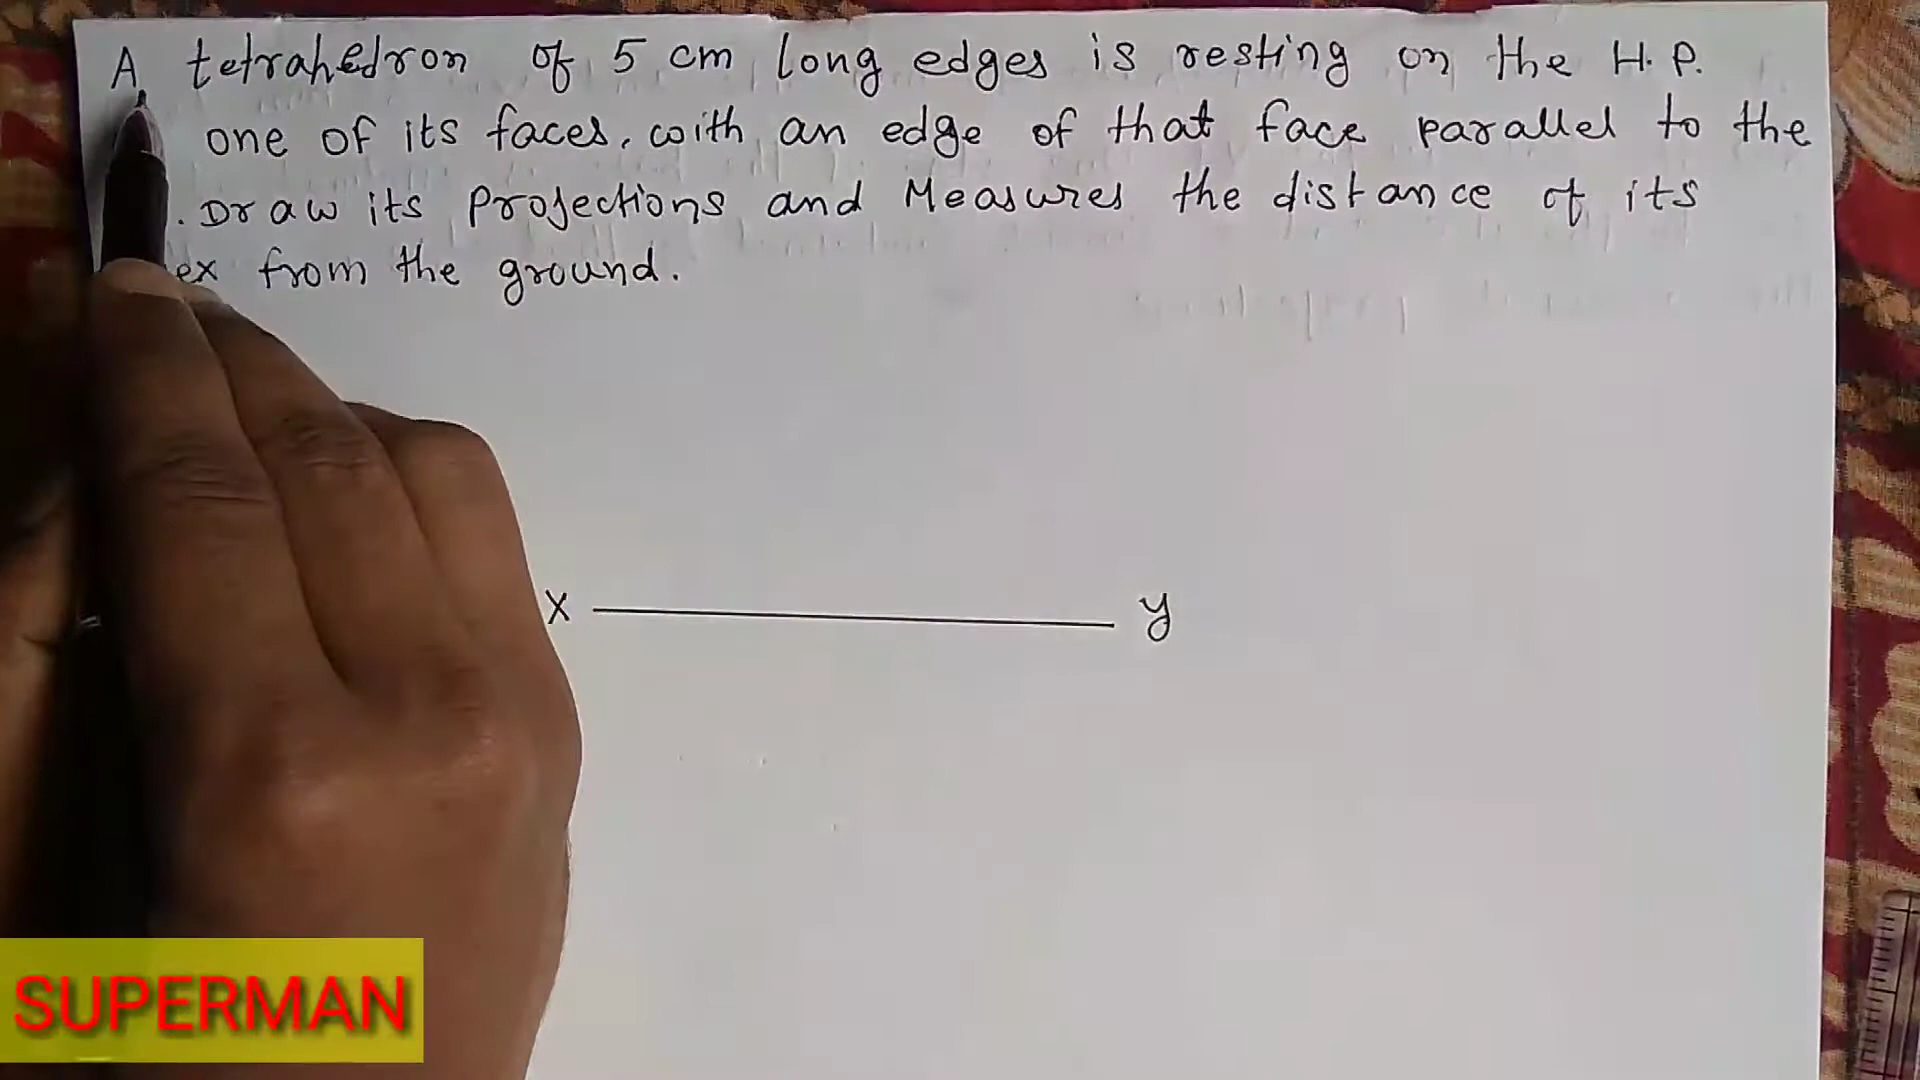 A tetrahedron of 5 cm long edges is resting on the H.P.
one of its faces, with an edge of that face parallel to the
. Draw its projections and Measures the distance of its
ex from the ground.
X y
SUPERMAN